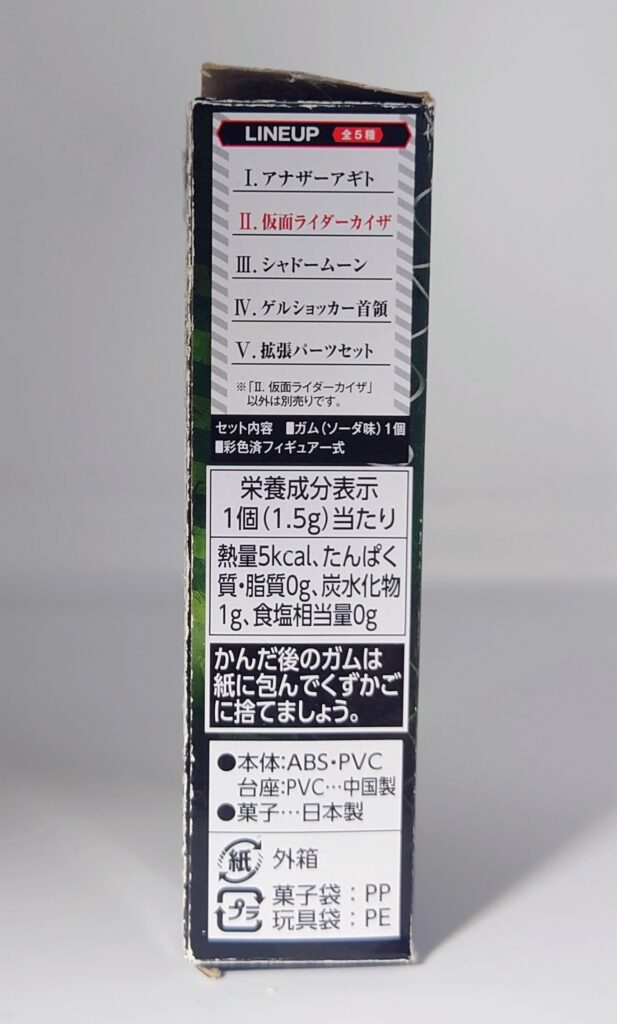 LINEUP 全5種
Ⅰ.アナザーアギト
Ⅱ.仮面ライダーカイザ
Ⅲ.シャドームーン
Ⅳ.ゲルショッカー首領
Ⅴ.拡張パーツセット
※「Ⅱ.仮面ライダーカイザ」
以外は別売りです。
セット内容 ■ガム(ソーダ味)1個
■彩色済フィギュア一式
栄養成分表示
1個(1.5g)当たり
熱量5kcal、たんぱく
質・脂質0g、炭水化物
1g、食塩相当量0g
かんだ後のガムは
紙に包んでくずかご
に捨てましょう。
●本体:ABS・PVC
台座:PVC…中国製
●菓子…日本製
紙 外箱
プラ 菓子袋:PP
玩具袋:PE